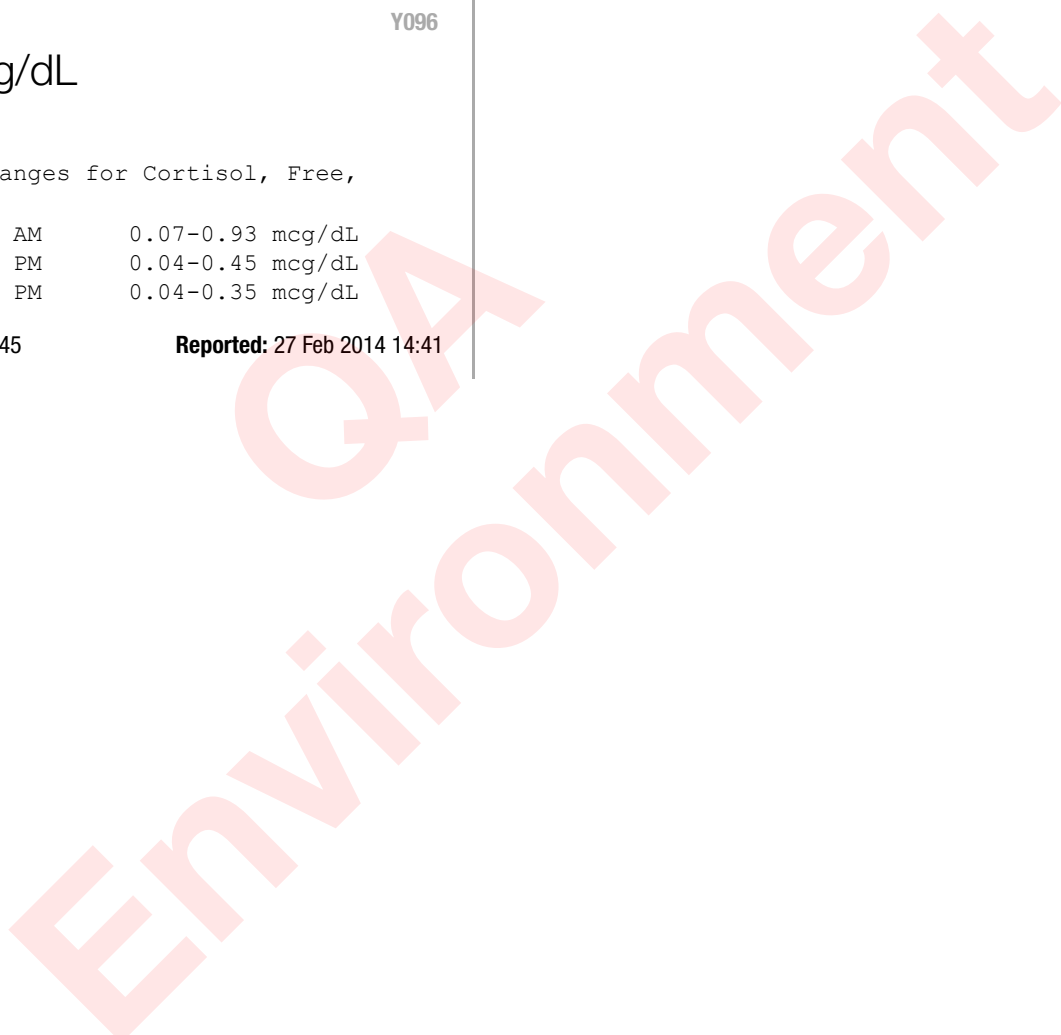 Y096
g/dL
anges for Cortisol, Free,
AM 0.07-0.93 mcg/dL
PM 0.04-0.45 mcg/dL
PM 0.04-0.35 mcg/dL
45 Reported: 27 Feb 2014 14:41
QA
Environment